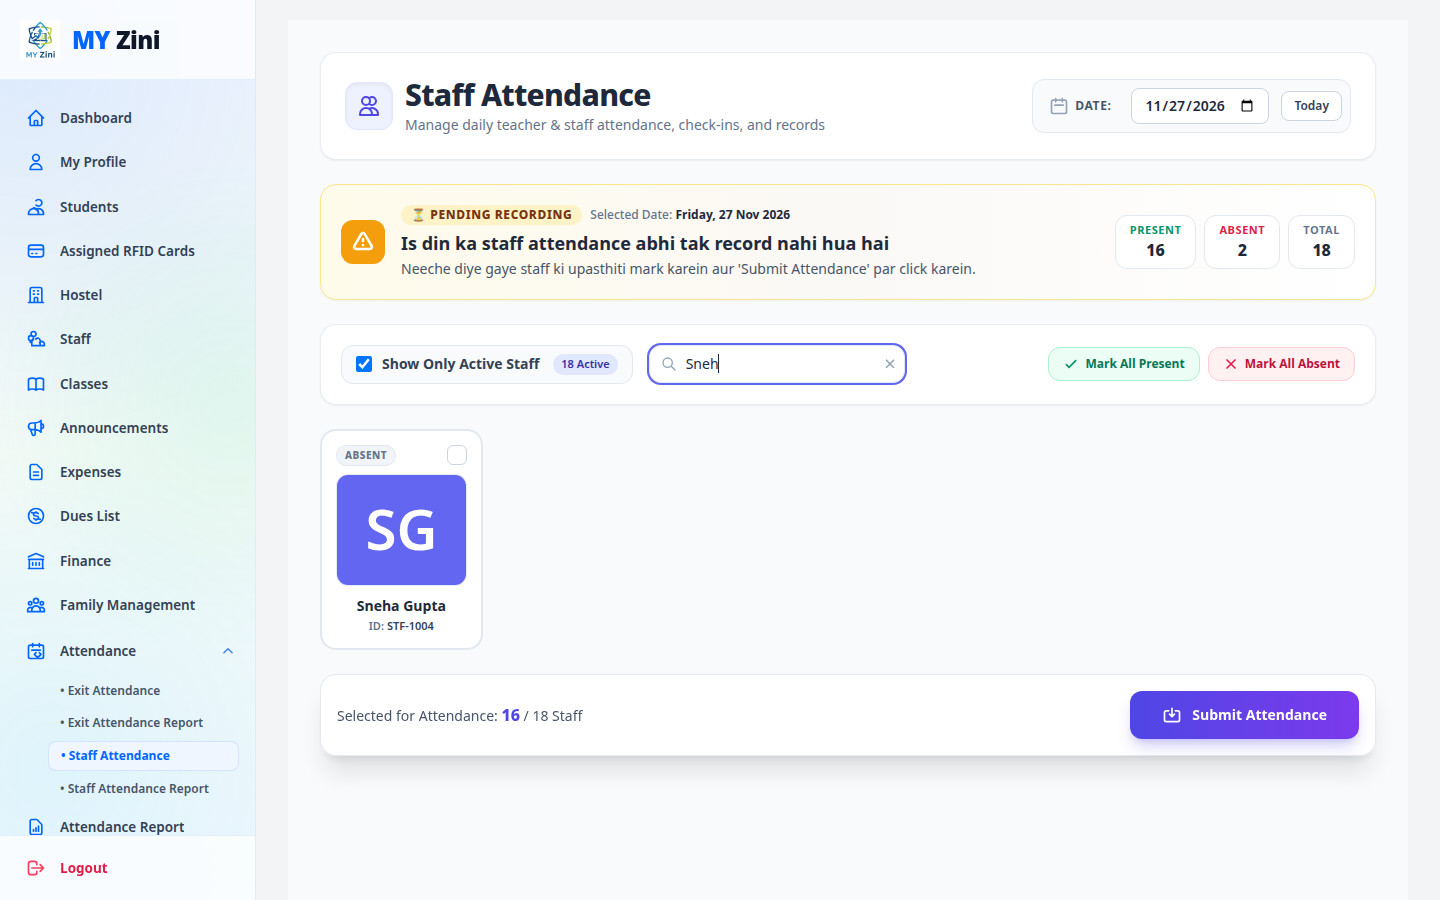 MY Zini
MY Zini
Dashboard
My Profile
Students
Assigned RFID Cards
Hostel
Staff
Classes
Announcements
Expenses
Dues List
Finance
Family Management
Attendance
• Exit Attendance
• Exit Attendance Report
• Staff Attendance
• Staff Attendance Report
Attendance Report
Logout
Staff Attendance
Manage daily teacher & staff attendance, check-ins, and records
DATE:
11/27/2026
Today
⏳ PENDING RECORDING Selected Date: Friday, 27 Nov 2026
Is din ka staff attendance abhi tak record nahi hua hai
Neeche diye gaye staff ki upasthiti mark karein aur 'Submit Attendance' par click karein.
PRESENT
16
ABSENT
2
TOTAL
18
Show Only Active Staff 18 Active
Sneh
Mark All Present
Mark All Absent
ABSENT
SG
Sneha Gupta
ID: STF-1004
Selected for Attendance: 16 / 18 Staff
Submit Attendance